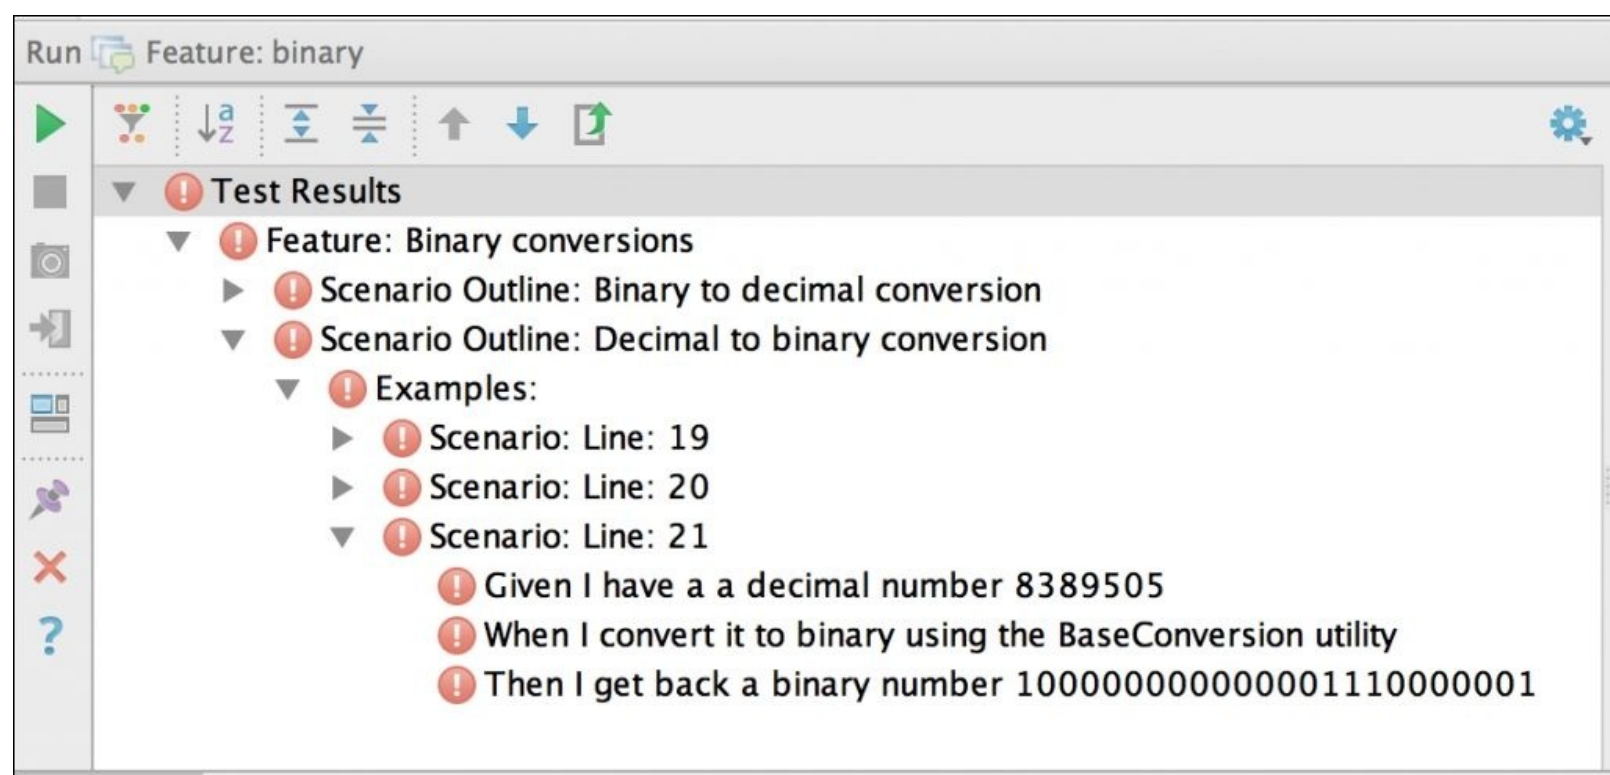 Run Feature: binary
Test Results
Feature: Binary conversions
Scenario Outline: Binary to decimal conversion
Scenario Outline: Decimal to binary conversion
Examples:
Scenario: Line: 19
Scenario: Line: 20
Scenario: Line: 21
Given I have a a decimal number 8389505
When I convert it to binary using the BaseConversion utility
Then I get back a binary number 100000000000001110000001